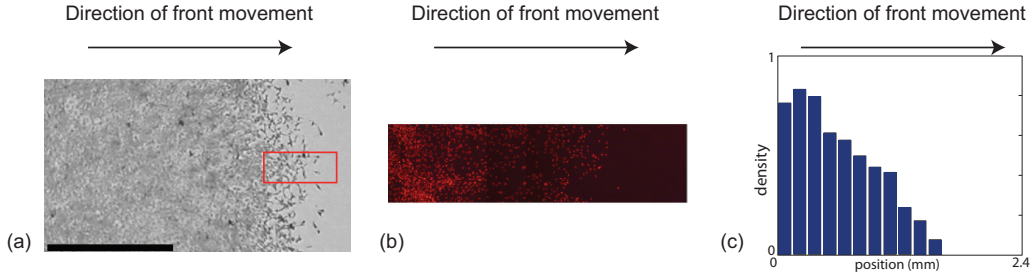 Direction of front movement
Direction of front movement
Direction of front movement
(a)
(b)
(c)
1
density
0
0
position (mm)
2.4